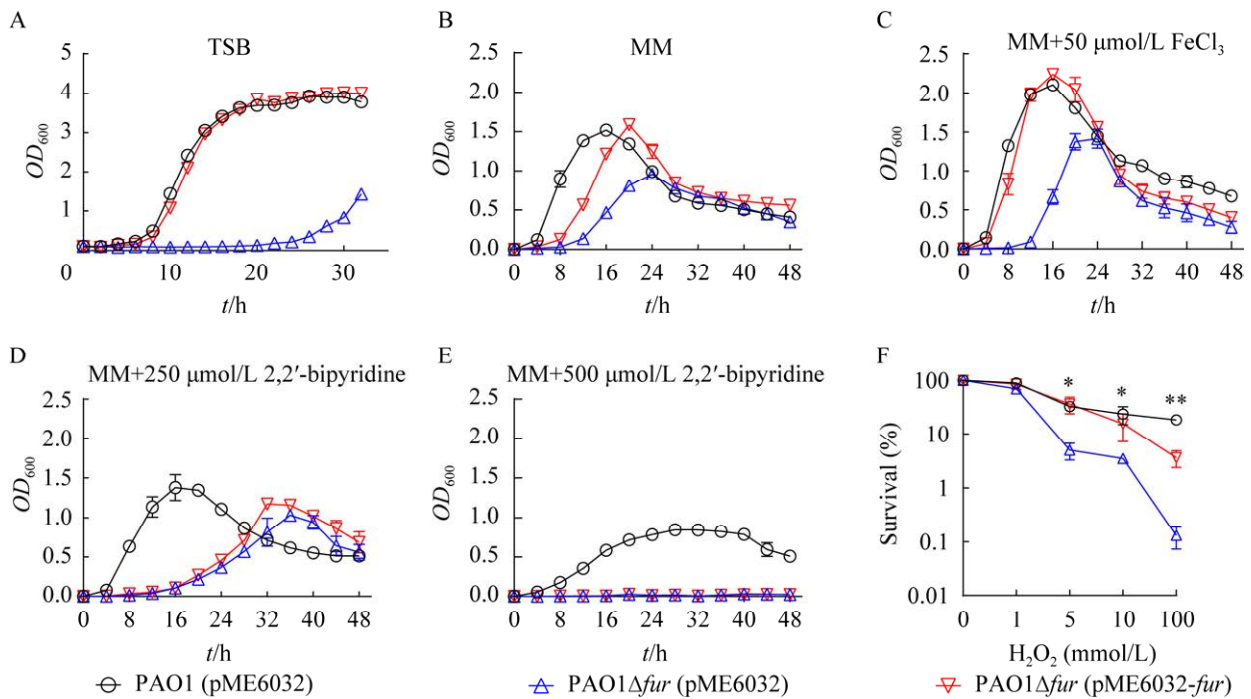 A
TSB
OD600
5
4
3
2
1
0
10
20
30
t/h
B
MM
OD600
2.5
2.0
1.5
1.0
0.5
0.0
0 8 16 24 32 40 48
t/h
C
MM+50 μmol/L FeCl3
OD600
2.5
2.0
1.5
1.0
0.5
0.0
0 8 16 24 32 40 48
t/h
D
MM+250 μmol/L 2,2′-bipyridine
OD600
2.0
1.5
1.0
0.5
0.0
0 8 16 24 32 40 48
t/h
E
MM+500 μmol/L 2,2′-bipyridine
OD600
2.0
1.5
1.0
0.5
0.0
0 8 16 24 32 40 48
t/h
F
Survival (%)
100
10
1
0.1
0.01
* * **
0 1 5 10 100
H2O2 (mmol/L)
PAO1 (pME6032) PAO1Δfur (pME6032) PAO1Δfur (pME6032-fur)